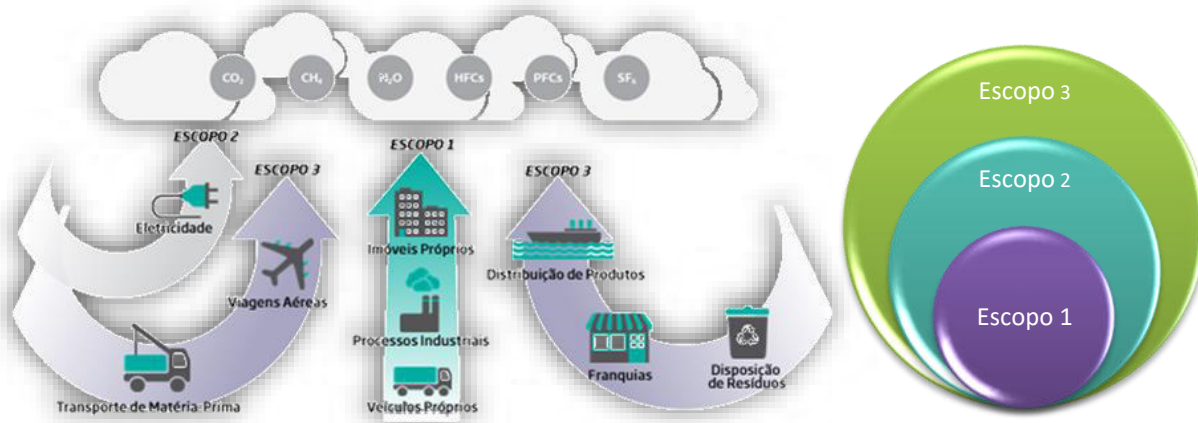 CO₂
CH₄
N₂O
HFCs
PFCs
SF₆
ESCOPO 2
ESCOPO 3
ESCOPO 1
ESCOPO 3
Eletricidade
Viagens Aéreas
Transporte de Matéria-Prima
Imóveis Próprios
Processos Industriais
Veículos Próprios
Distribuição de Produtos
Franquias
Disposição
de Resíduos
Escopo 3
Escopo 2
Escopo 1